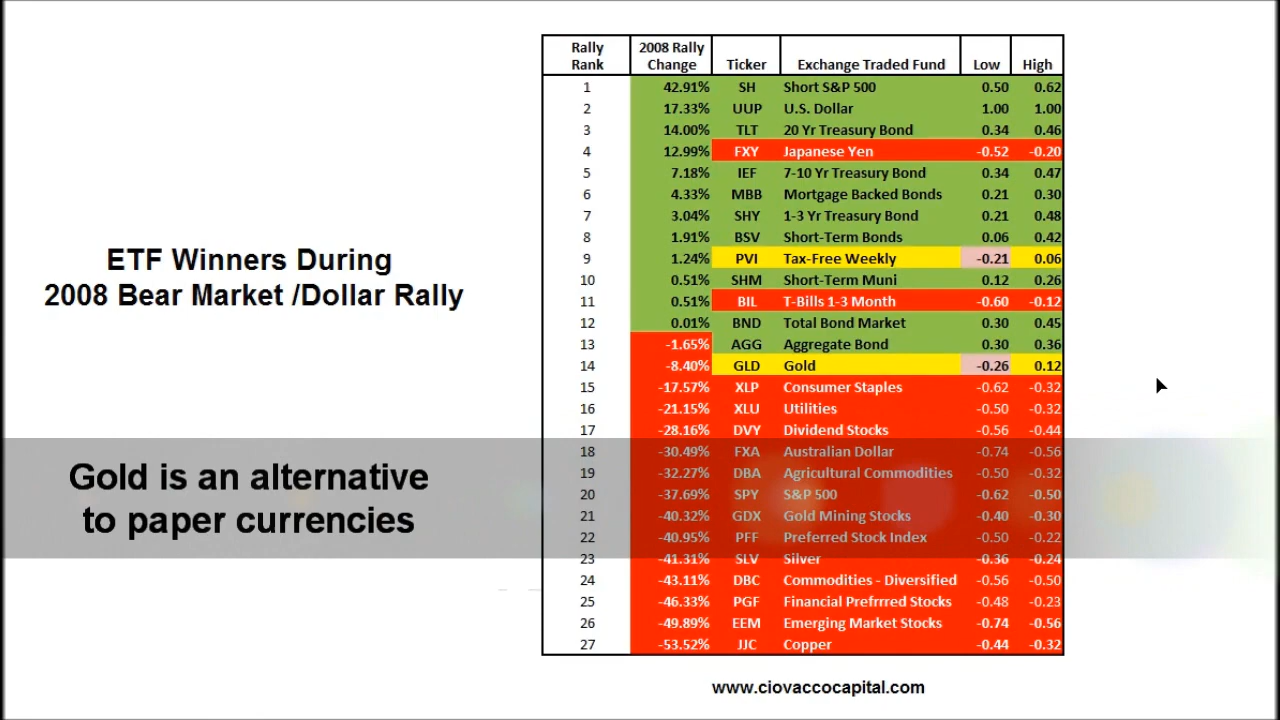 Rally Rank 2008 Rally Change Ticker Exchange Traded Fund Low High
1 42.91% SH Short S&P 500 0.50 0.62
2 17.33% UUP U.S. Dollar 1.00 1.00
3 14.00% TLT 20 Yr Treasury Bond 0.34 0.46
4 12.99% FXY Japanese Yen -0.52 -0.20
5 7.18% IEF 7-10 Yr Treasury Bond 0.34 0.47
6 4.33% MBB Mortgage Backed Bonds 0.21 0.30
7 3.04% SHY 1-3 Yr Treasury Bond 0.21 0.48
8 1.91% BSV Short-Term Bonds 0.06 0.42
9 1.24% PVI Tax-Free Weekly -0.21 0.06
10 0.51% SHM Short-Term Muni 0.12 0.26
11 0.51% BIL T-Bills 1-3 Month -0.60 -0.12
12 0.01% BND Total Bond Market 0.30 0.45
13 -1.65% AGG Aggregate Bond 0.30 0.36
14 -8.40% GLD Gold -0.26 0.12
15 -17.57% XLP Consumer Staples -0.62 -0.32
16 -21.15% XLU Utilities -0.50 -0.32
17 -28.16% DVY Dividend Stocks -0.56 -0.44
18 -30.49% FXA Australian Dollar -0.74 -0.56
19 -32.27% DBA Agricultural Commodities -0.50 -0.32
20 -37.69% SPY S&P 500 -0.62 -0.50
21 -40.32% GDX Gold Mining Stocks -0.40 -0.30
22 -40.95% PFF Preferred Stock Index -0.50 -0.22
23 -41.31% SLV Silver -0.36 -0.24
24 -43.11% DBC Commodities - Diversified -0.56 -0.50
25 -46.33% PGF Financial Prefrrred Stocks -0.48 -0.23
26 -49.89% EEM Emerging Market Stocks -0.74 -0.56
27 -53.52% JJC Copper -0.44 -0.32
ETF Winners During
2008 Bear Market /Dollar Rally
Gold is an alternative
to paper currencies
www.ciovaccocapital.com